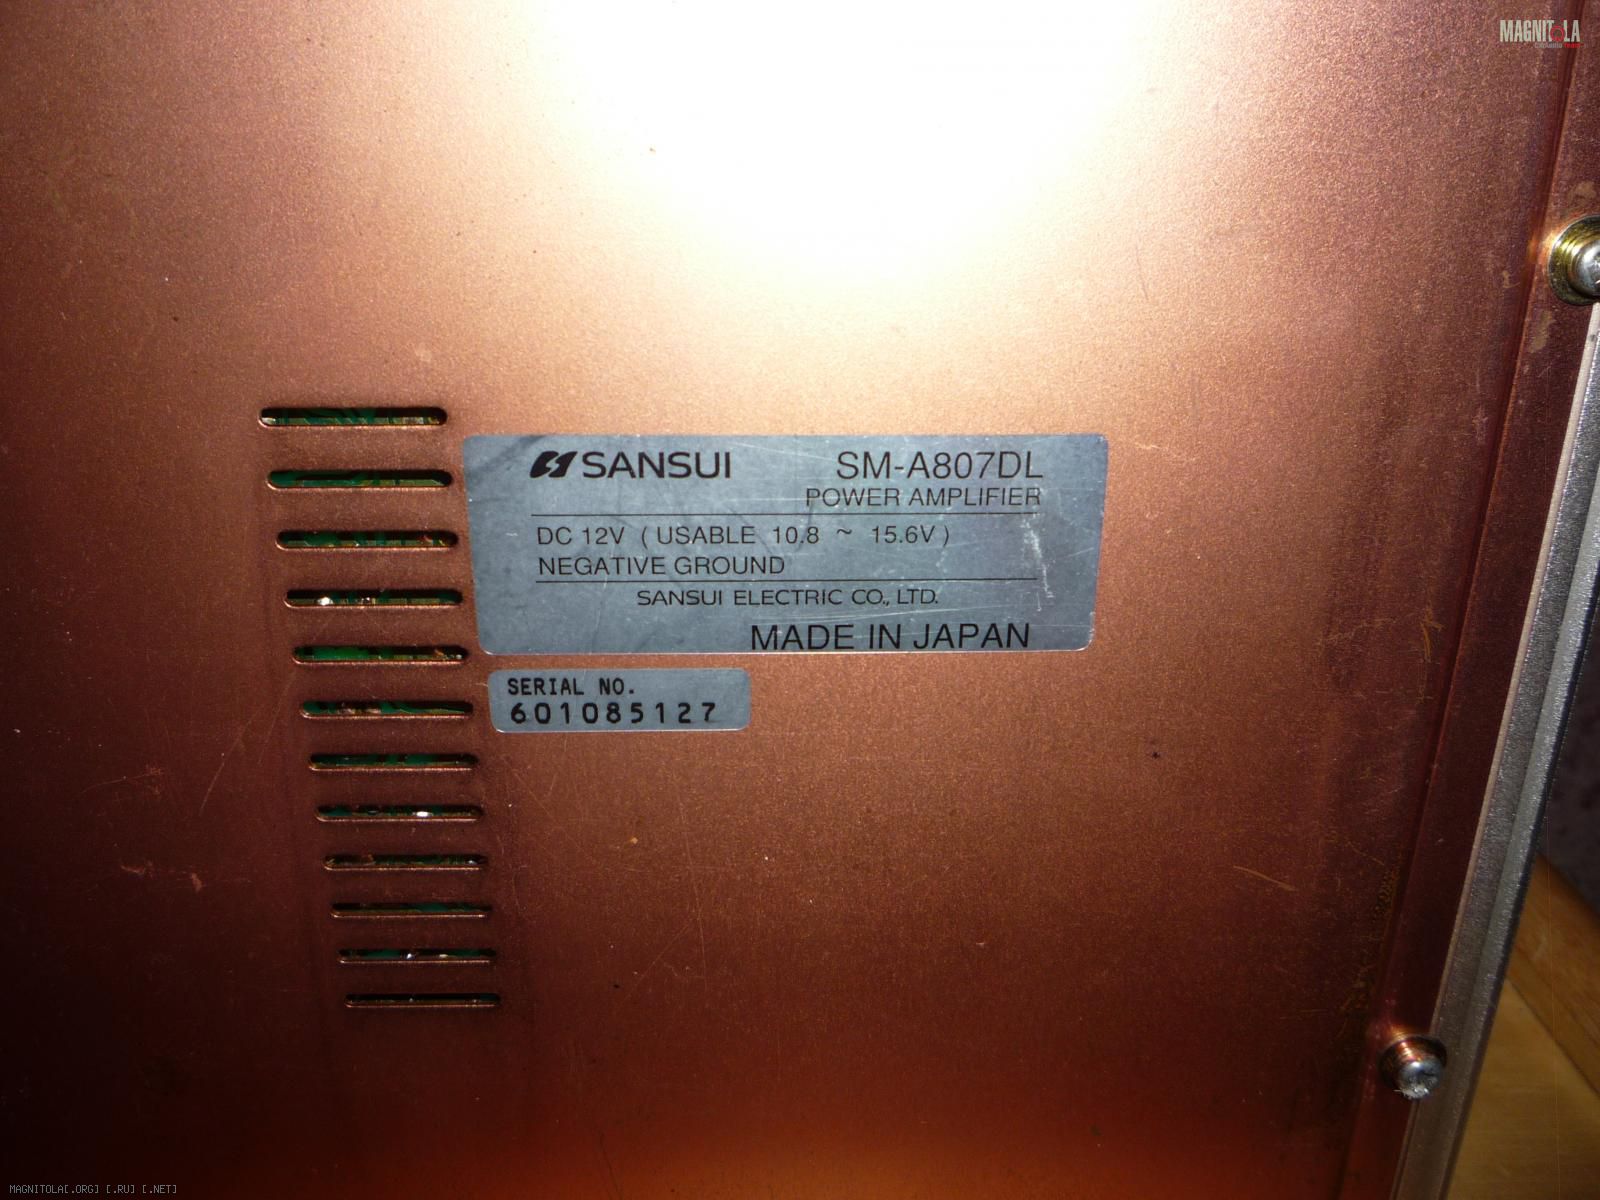 MAGNITOLA
SANSUI SM-A807DL
POWER AMPLIFIER
DC 12V ( USABLE 10.8 ~ 15.6V )
NEGATIVE GROUND
SANSUI ELECTRIC CO., LTD.
MADE IN JAPAN
SERIAL NO.
601085127
MAGNITOLA[.ORG] [.RU] [.NET]